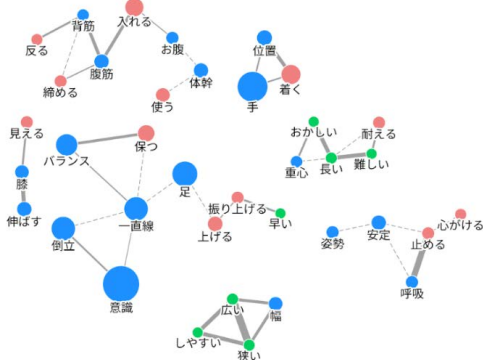 背筋
入れる
反る
お腹
腹筋
体幹
締める
使う
位置
着く
手
見える
膝
伸ばす
バランス
保つ
足
一直線
倒立
意識
振り上げる
上げる
早い
おかしい
耐える
重心
長い
難しい
心がける
姿勢
安定
止める
呼吸
広い
幅
しやすい
狭い